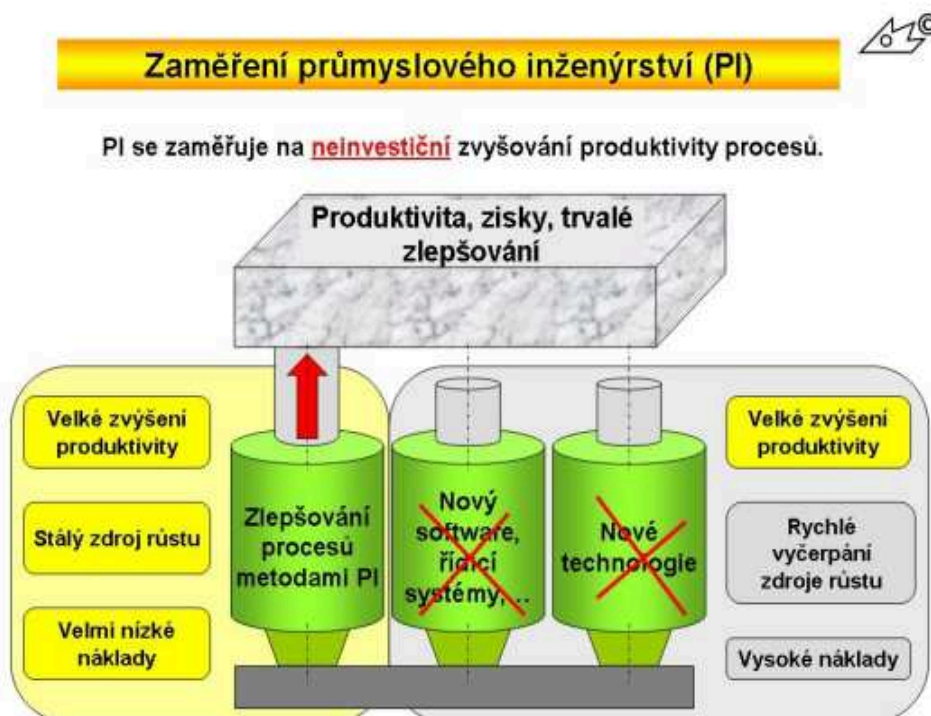 ©
Zaměření průmyslového inženýrství (PI)
PI se zaměřuje na neinvestiční zvyšování produktivity procesů.
Produktivita, zisky, trvalé
zlepšování
Velké zvýšení
produktivity
Stálý zdroj růstu
Velmi nízké
náklady
Zlepšování
procesů
metodami PI
Nový
software,
řídící
systémy,…
Nové
technologie
Velké zvýšení
produktivity
Rychlé
vyčerpání
zdroje růstu
Vysoké náklady